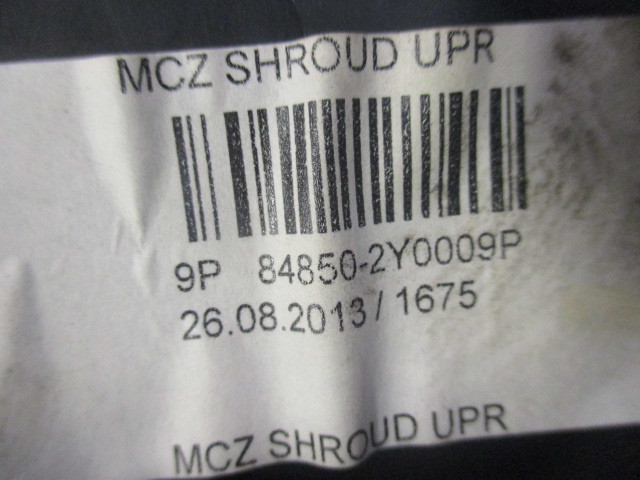 MCZ SHROUD UPR
9P 84850-2Y0009P
26.08.2013 / 1675
MCZ SHROUD UPR